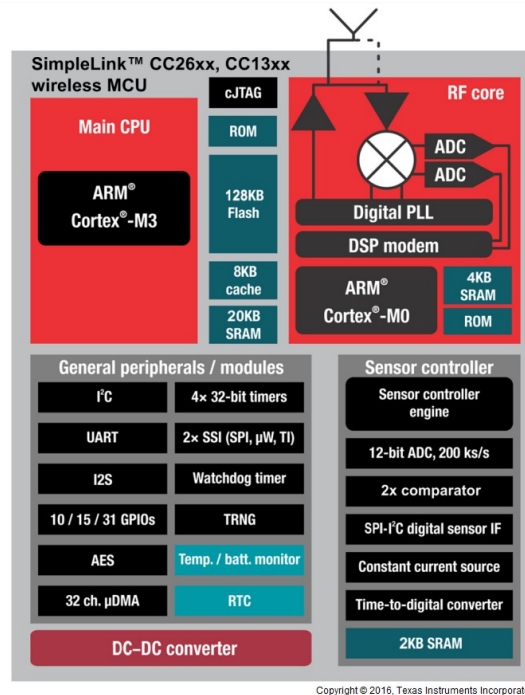 SimpleLink™ CC26xx, CC13xx
wireless MCU
cJTAG
RF core
Main CPU
ROM
ADC
ADC
ARM®
Cortex®-M3
128KB
Flash
Digital PLL
DSP modem
8KB
cache
ARM®
Cortex®-M0
4KB
SRAM
20KB
SRAM
ROM
General peripherals / modules
I²C
4× 32-bit timers
UART
2× SSI (SPI, µW, TI)
I2S
Watchdog timer
10 / 15 / 31 GPIOs
TRNG
AES
Temp. / batt. monitor
32 ch. µDMA
RTC
Sensor controller
Sensor controller
engine
12-bit ADC, 200 ks/s
2x comparator
SPI-I²C digital sensor IF
Constant current source
Time-to-digital converter
2KB SRAM
DC–DC converter
Copyright © 2016, Texas Instruments Incorporat